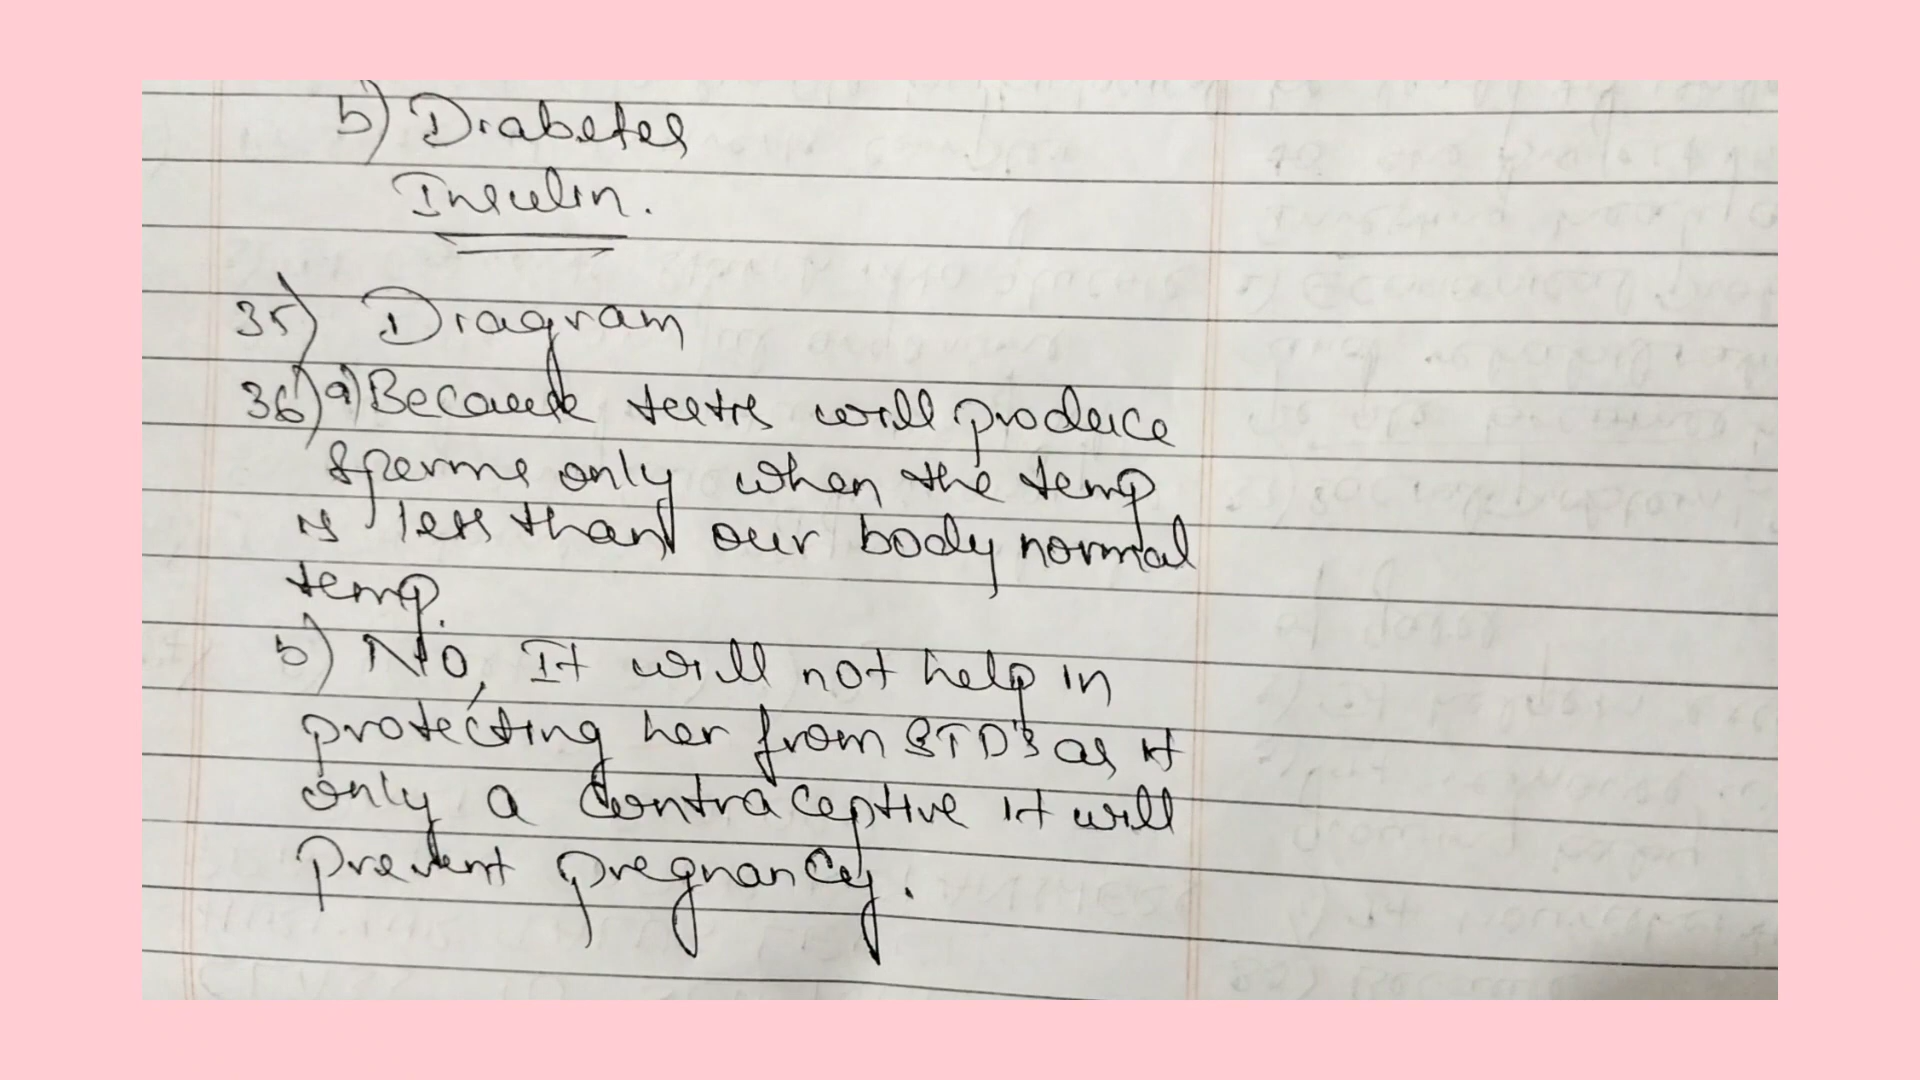 b) Diabetes
Insulin.
35) Diagram
36) a) Because testis will produce
sperms only when the temp
is less than our body normal
temp.
b) No, It will not help in
protecting her from STD's as it
only a contraceptive it will
prevent pregnancy.